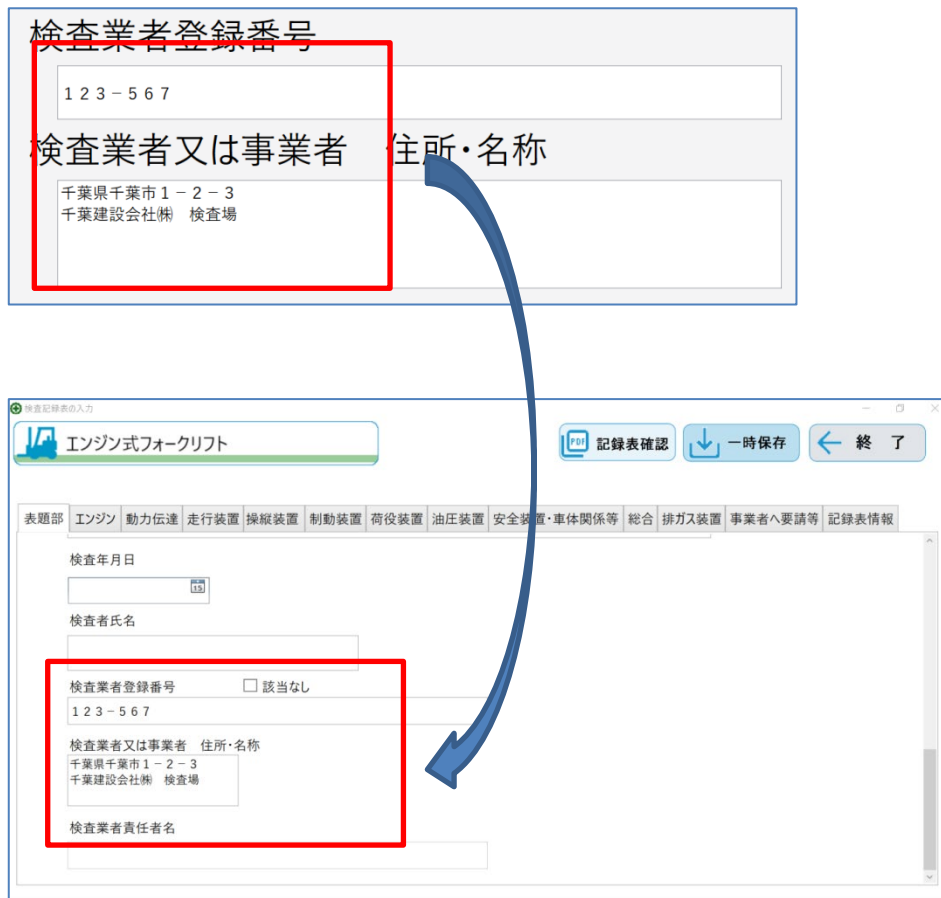 検査業者登録番号
１２３－５６７
検査業者又は事業者　住所・名称
千葉県千葉市１－２－３
千葉建設会社㈱　検査場
検査記録表の入力
エンジン式フォークリフト
PDF 記録表確認
一時保存
終　了
表題部 エンジン 動力伝達 走行装置 操縦装置 制動装置 荷役装置 油圧装置 安全装置・車体関係等 総合 排ガス装置 事業者へ要請等 記録表情報
検査年月日
15
検査者氏名
検査業者登録番号 該当なし
１２３－５６７
検査業者又は事業者　住所・名称
千葉県千葉市１－２－３
千葉建設会社㈱　検査場
検査業者責任者名